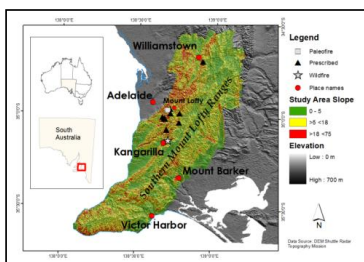 Williamstown
Adelaide
Mount Lofty
Kangarilla
Mount Barker
Victor Harbor
Southern Mount Lofty Ranges
South
Australia
Legend
Paleofire
Prescribed
Wildfire
Place names
Study Area Slope
0 - 5
>5 <18
>18 <75
Elevation
Low : 0 m
High : 700 m
N
Data Source: DSW Shuttle Radar
Topography Mission